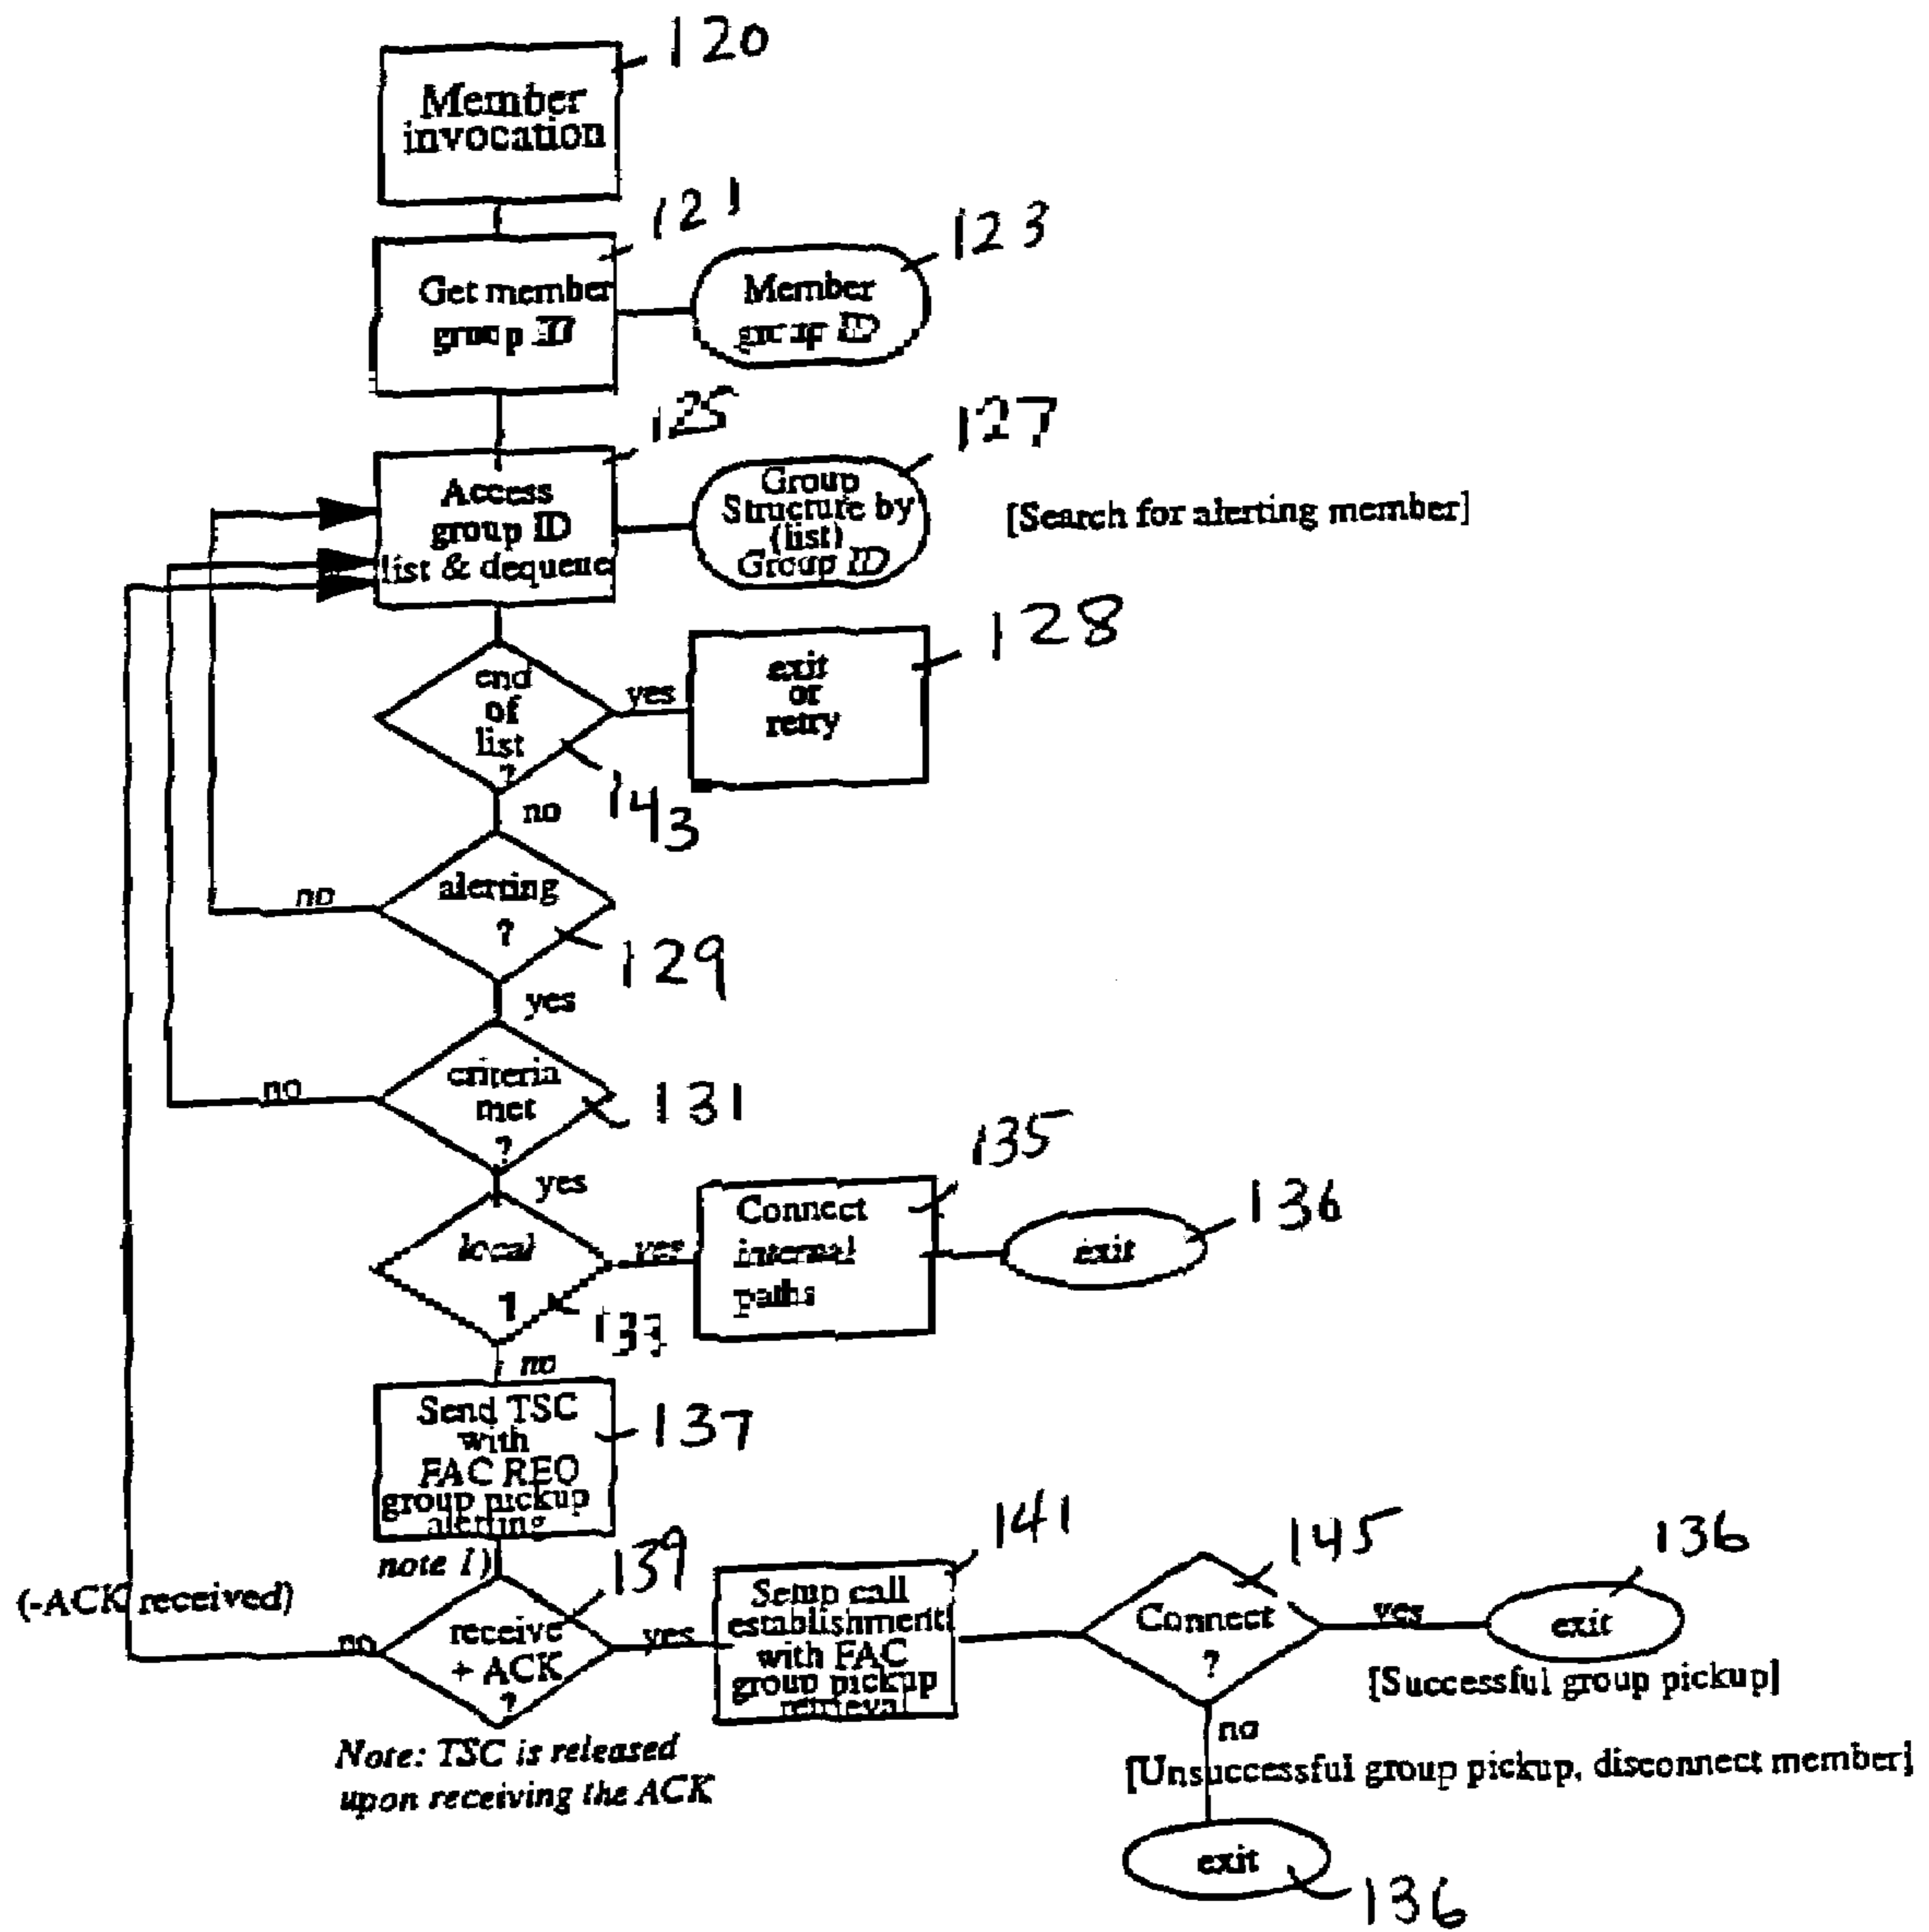 120
Member
invocation
121
123
Get member
group ID
Member
group ID
125
127
Access
group ID
list & dequeue
Group
Structure by
(list)
Group ID
[Search for alerting member]
128
end
of
list
?
yes
exit
or
retry
143
no
alerting
?
no
129
yes
criteria
met
?
no
131
yes
135
136
local
?
yes
Connect
internal
paths
exit
133
no
Send TSC
with
FAC REQ
group pickup
alerting
137
note 1)
139
141
145
136
(-ACK received)
no
receive
+ ACK
?
yes
Setup call
establishment
with FAC
group pickup
retrieval
Connect
?
yes
exit
[Successful group pickup]
no
Note: TSC is released
upon receiving the ACK
[Unsuccessful group pickup, disconnect member]
exit
136